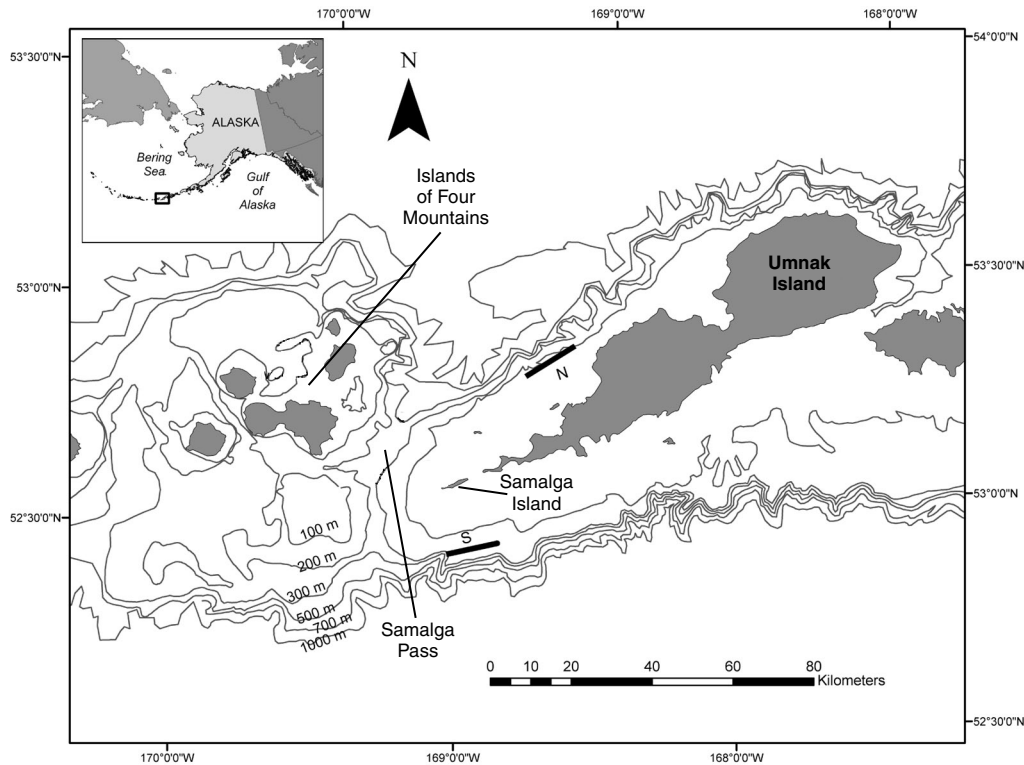 170°0'0"W
169°0'0"W
168°0'0"W
53°30'0"N
54°0'0"N
ALASKA
Bering
Sea
Gulf
of
Alaska
N
Islands
of Four
Mountains
Umnak
Island
53°30'0"N
53°0'0"N
N
Samalga
Island
53°0'0"N
52°30'0"N
S
100 m
200 m
300 m
500 m
700 m
1000 m
Samalga
Pass
0 10 20 40 60 80
Kilometers
52°30'0"N
170°0'0"W
169°0'0"W
168°0'0"W